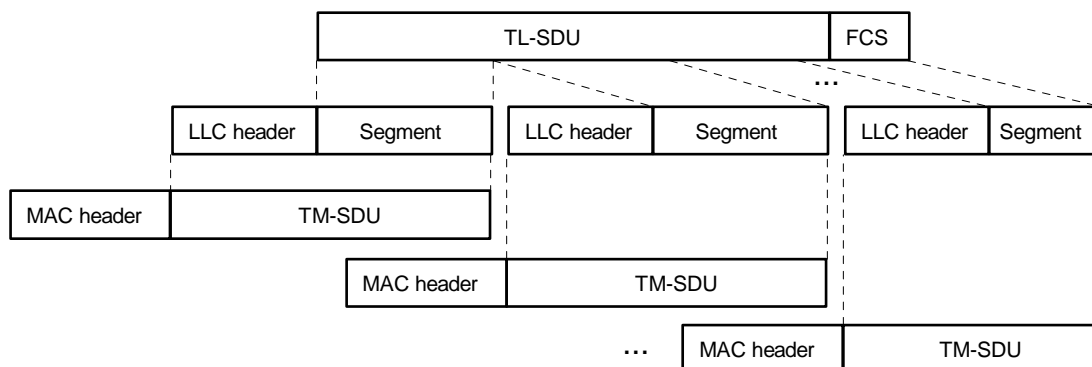 TL-SDU FCS
...
LLC header Segment LLC header Segment LLC header Segment
MAC header TM-SDU
MAC header TM-SDU
... MAC header TM-SDU